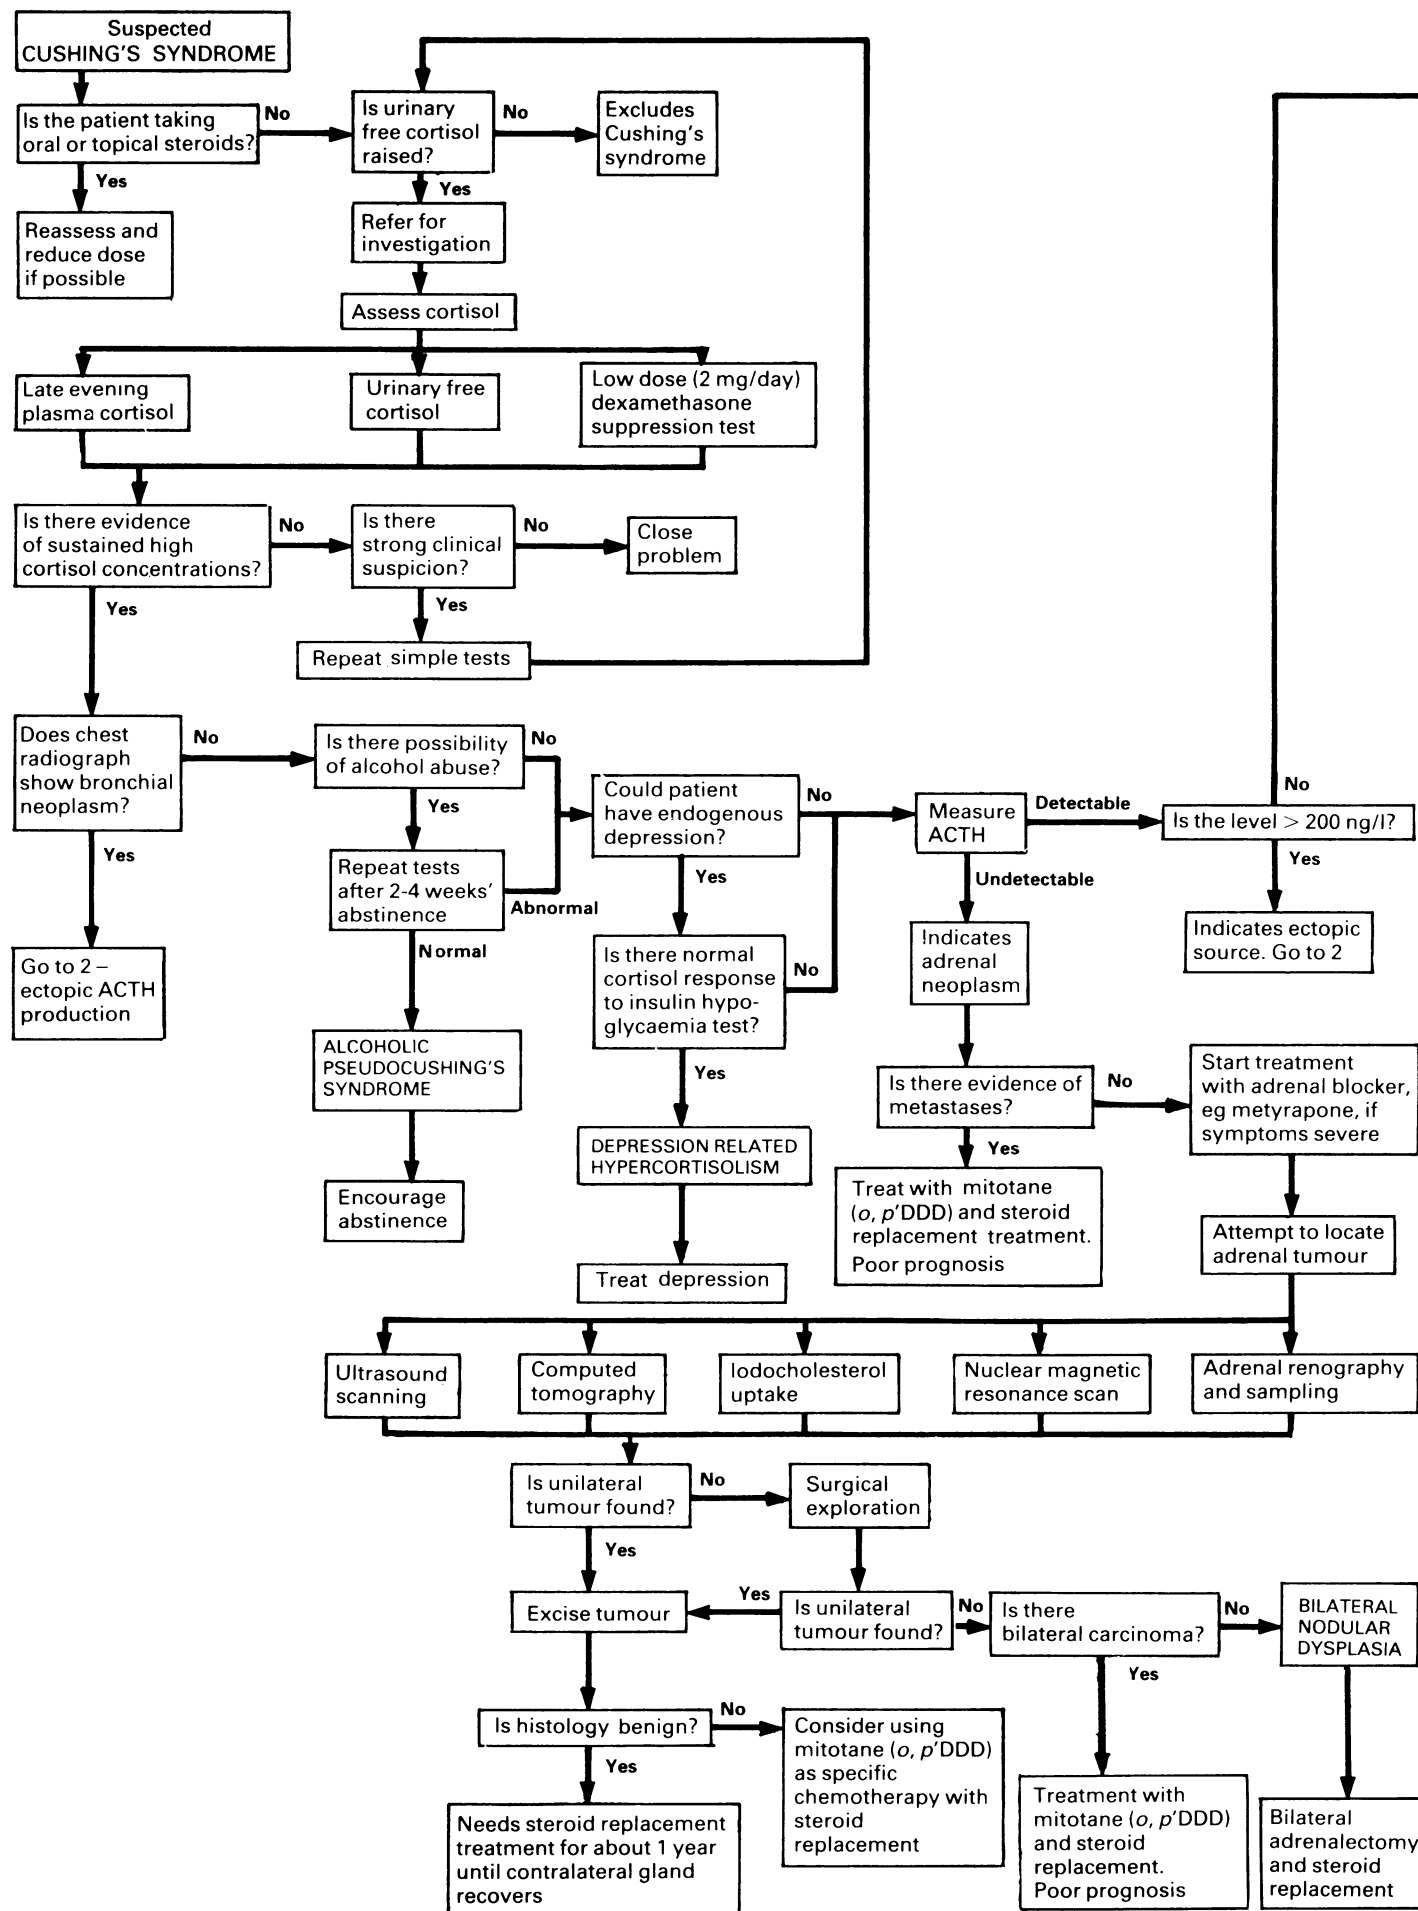 Suspected
CUSHING'S SYNDROME
Is the patient taking
oral or topical steroids?
No
Yes
Reassess and
reduce dose
if possible
Is urinary
free cortisol
raised?
No
Excludes
Cushing's
syndrome
Yes
Refer for
investigation
Assess cortisol
Late evening
plasma cortisol
Urinary free
cortisol
Low dose (2 mg/day)
dexamethasone
suppression test
Is there evidence
of sustained high
cortisol concentrations?
No
Is there
strong clinical
suspicion?
No
Close
problem
Yes
Yes
Repeat simple tests
Does chest
radiograph
show bronchial
neoplasm?
No
Yes
Go to 2 –
ectopic ACTH
production
Is there possibility
of alcohol abuse?
No
Yes
Repeat tests
after 2-4 weeks'
abstinence
Abnormal
Normal
ALCOHOLIC
PSEUDOCUSHING'S
SYNDROME
Encourage
abstinence
Could patient
have endogenous
depression?
No
Yes
Is there normal
cortisol response
to insulin hypo-
glycaemia test?
No
Yes
DEPRESSION RELATED
HYPERCORTISOLISM
Treat depression
Measure
ACTH
Detectable
Undetectable
Is the level > 200 ng/l?
No
Yes
Indicates ectopic
source. Go to 2
Indicates
adrenal
neoplasm
Is there evidence of
metastases?
No
Yes
Treat with mitotane
(o, p'DDD) and steroid
replacement treatment.
Poor prognosis
Start treatment
with adrenal blocker,
eg metyrapone, if
symptoms severe
Attempt to locate
adrenal tumour
Ultrasound
scanning
Computed
tomography
Iodocholesterol
uptake
Nuclear magnetic
resonance scan
Adrenal renography
and sampling
Is unilateral
tumour found?
No
Surgical
exploration
Yes
Excise tumour
Yes
Is unilateral
tumour found?
No
Is there
bilateral carcinoma?
No
BILATERAL
NODULAR
DYSPLASIA
Yes
Is histology benign?
No
Yes
Needs steroid replacement
treatment for about 1 year
until contralateral gland
recovers
Consider using
mitotane (o, p'DDD)
as specific
chemotherapy with
steroid
replacement
Treatment with
mitotane (o, p'DDD)
and steroid
replacement.
Poor prognosis
Bilateral
adrenalectomy
and steroid
replacement